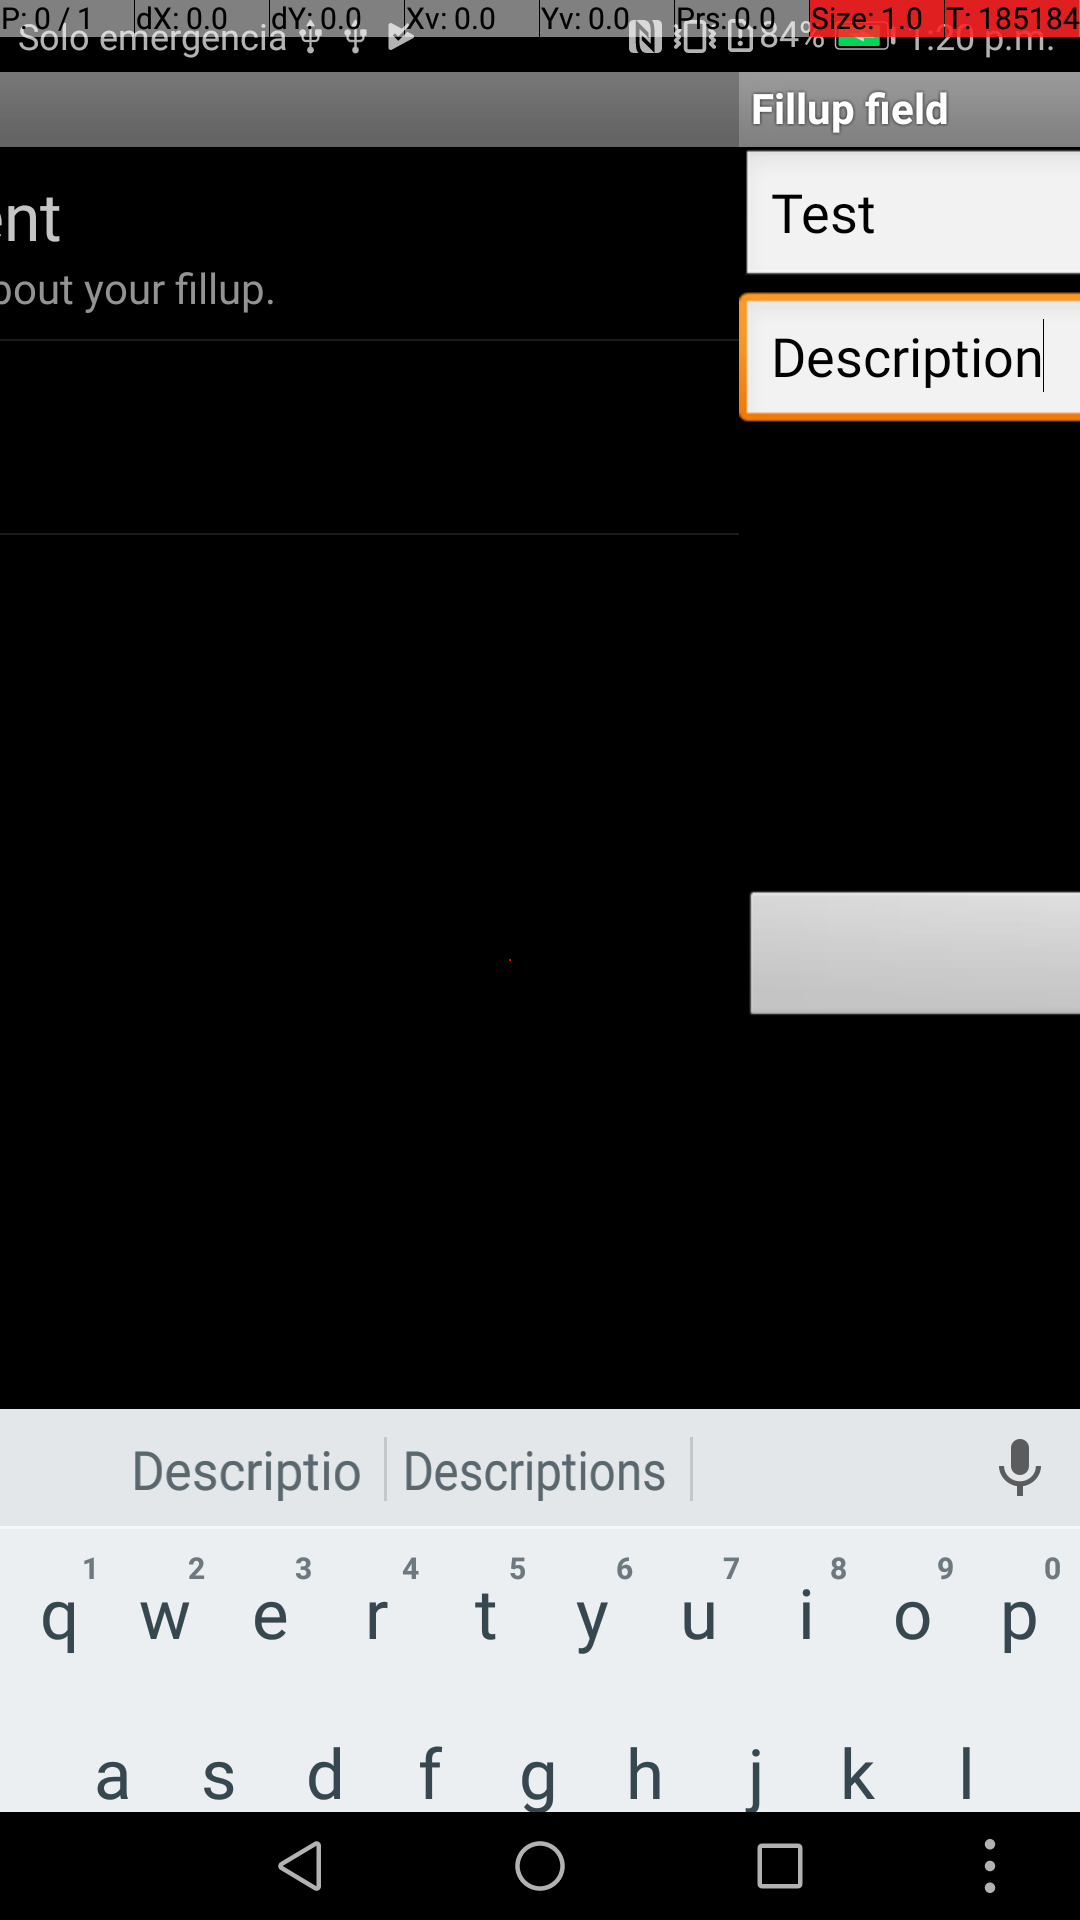 P: 0 / 1 dX: 0.0 dY: 0.0 Xv: 0.0 Yv: 0.0 Prs: 0.0 Size: 1.0 T: 185184
Solo emergencia 84% 1:20 p.m.
Fillup field
ent
Test
bout your fillup.
Description
Descriptio Descriptions
1 2 3 4 5 6 7 8 9 0
q w e r t y u i o p
a s d f g h j k l